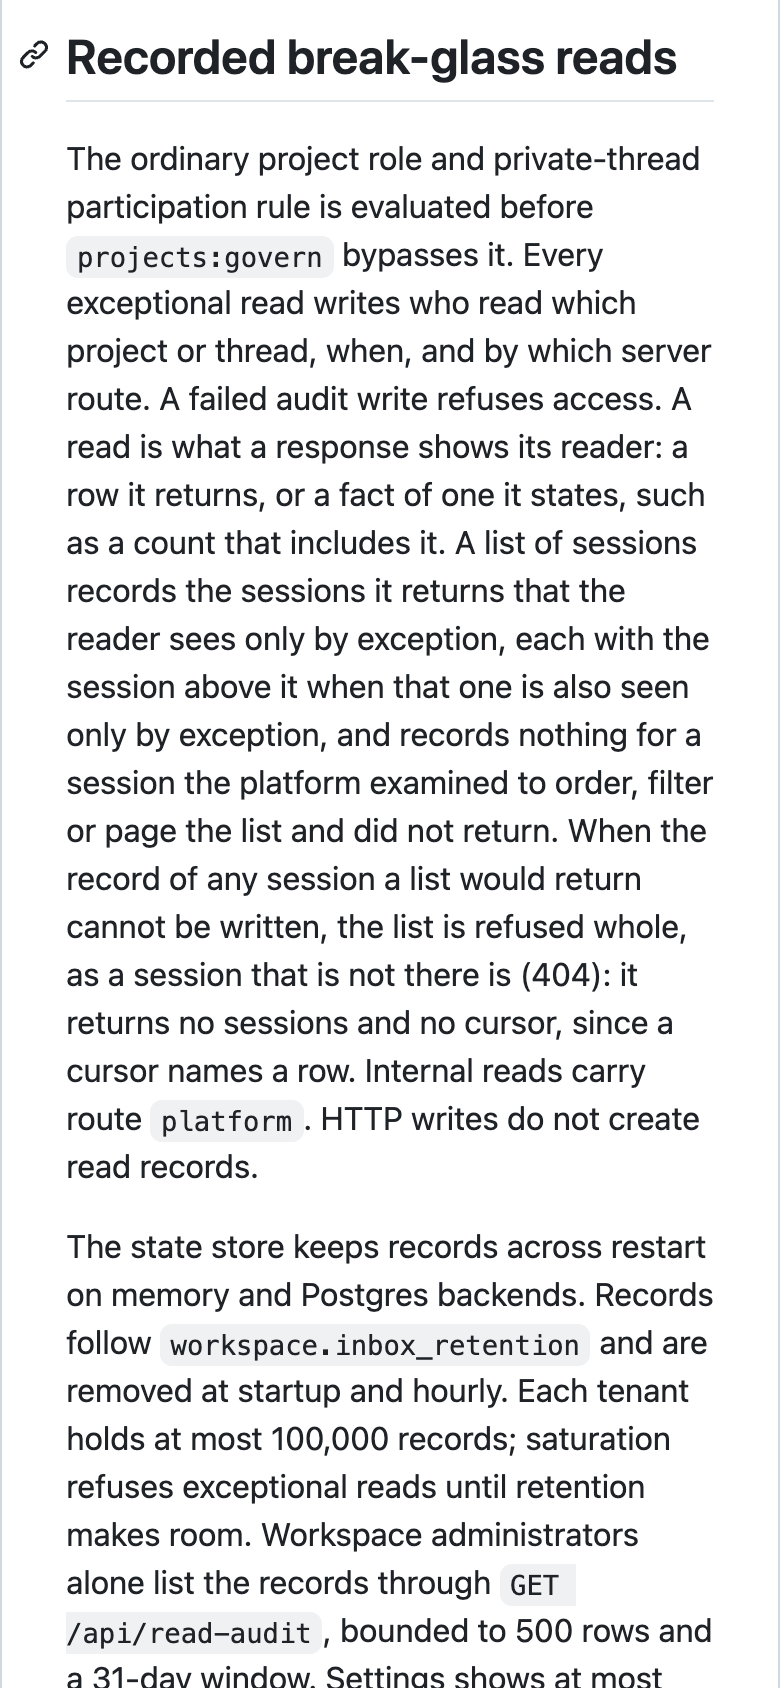 Recorded break-glass reads
The ordinary project role and private-thread
participation rule is evaluated before
projects:govern bypasses it. Every
exceptional read writes who read which
project or thread, when, and by which server
route. A failed audit write refuses access. A
read is what a response shows its reader: a
row it returns, or a fact of one it states, such
as a count that includes it. A list of sessions
records the sessions it returns that the
reader sees only by exception, each with the
session above it when that one is also seen
only by exception, and records nothing for a
session the platform examined to order, filter
or page the list and did not return. When the
record of any session a list would return
cannot be written, the list is refused whole,
as a session that is not there is (404): it
returns no sessions and no cursor, since a
cursor names a row. Internal reads carry
route platform. HTTP writes do not create
read records.
The state store keeps records across restart
on memory and Postgres backends. Records
follow workspace.inbox_retention and are
removed at startup and hourly. Each tenant
holds at most 100,000 records; saturation
refuses exceptional reads until retention
makes room. Workspace administrators
alone list the records through GET
/api/read-audit, bounded to 500 rows and
a 31-day window. Settings shows at most